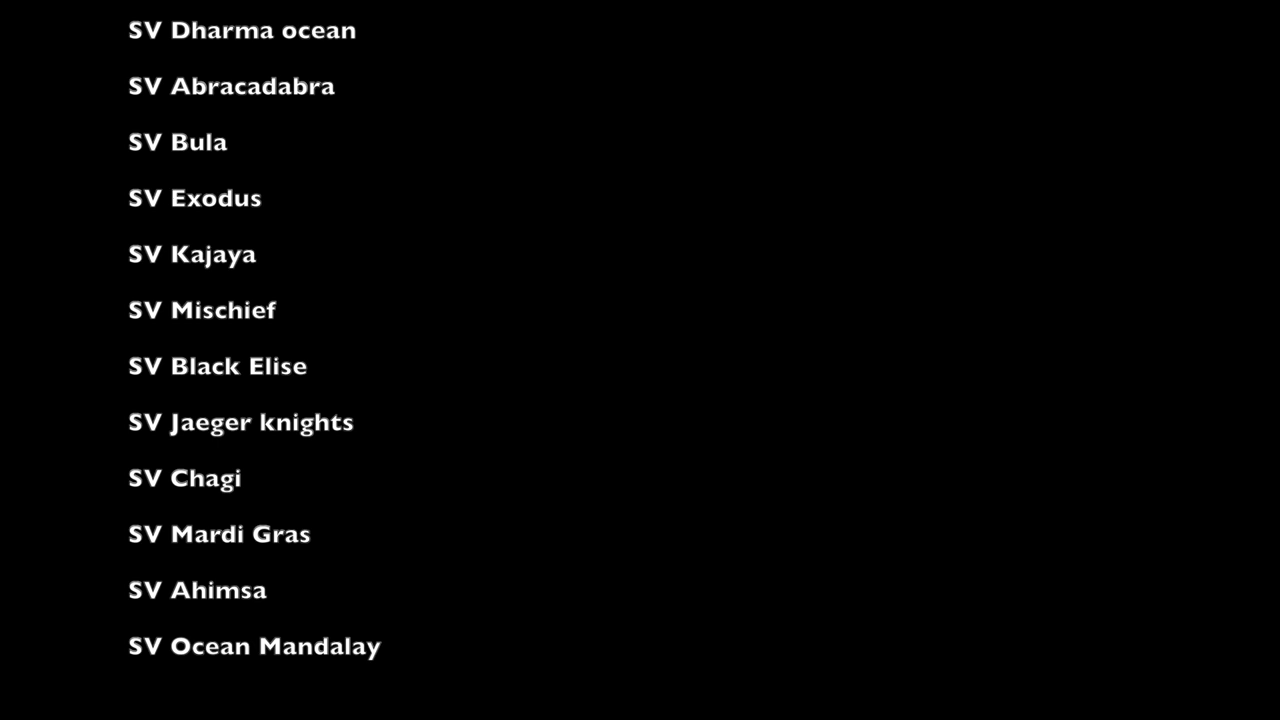 SV Dharma ocean
SV Abracadabra
SV Bula
SV Exodus
SV Kajaya
SV Mischief
SV Black Elise
SV Jaeger knights
SV Chagi
SV Mardi Gras
SV Ahimsa
SV Ocean Mandalay